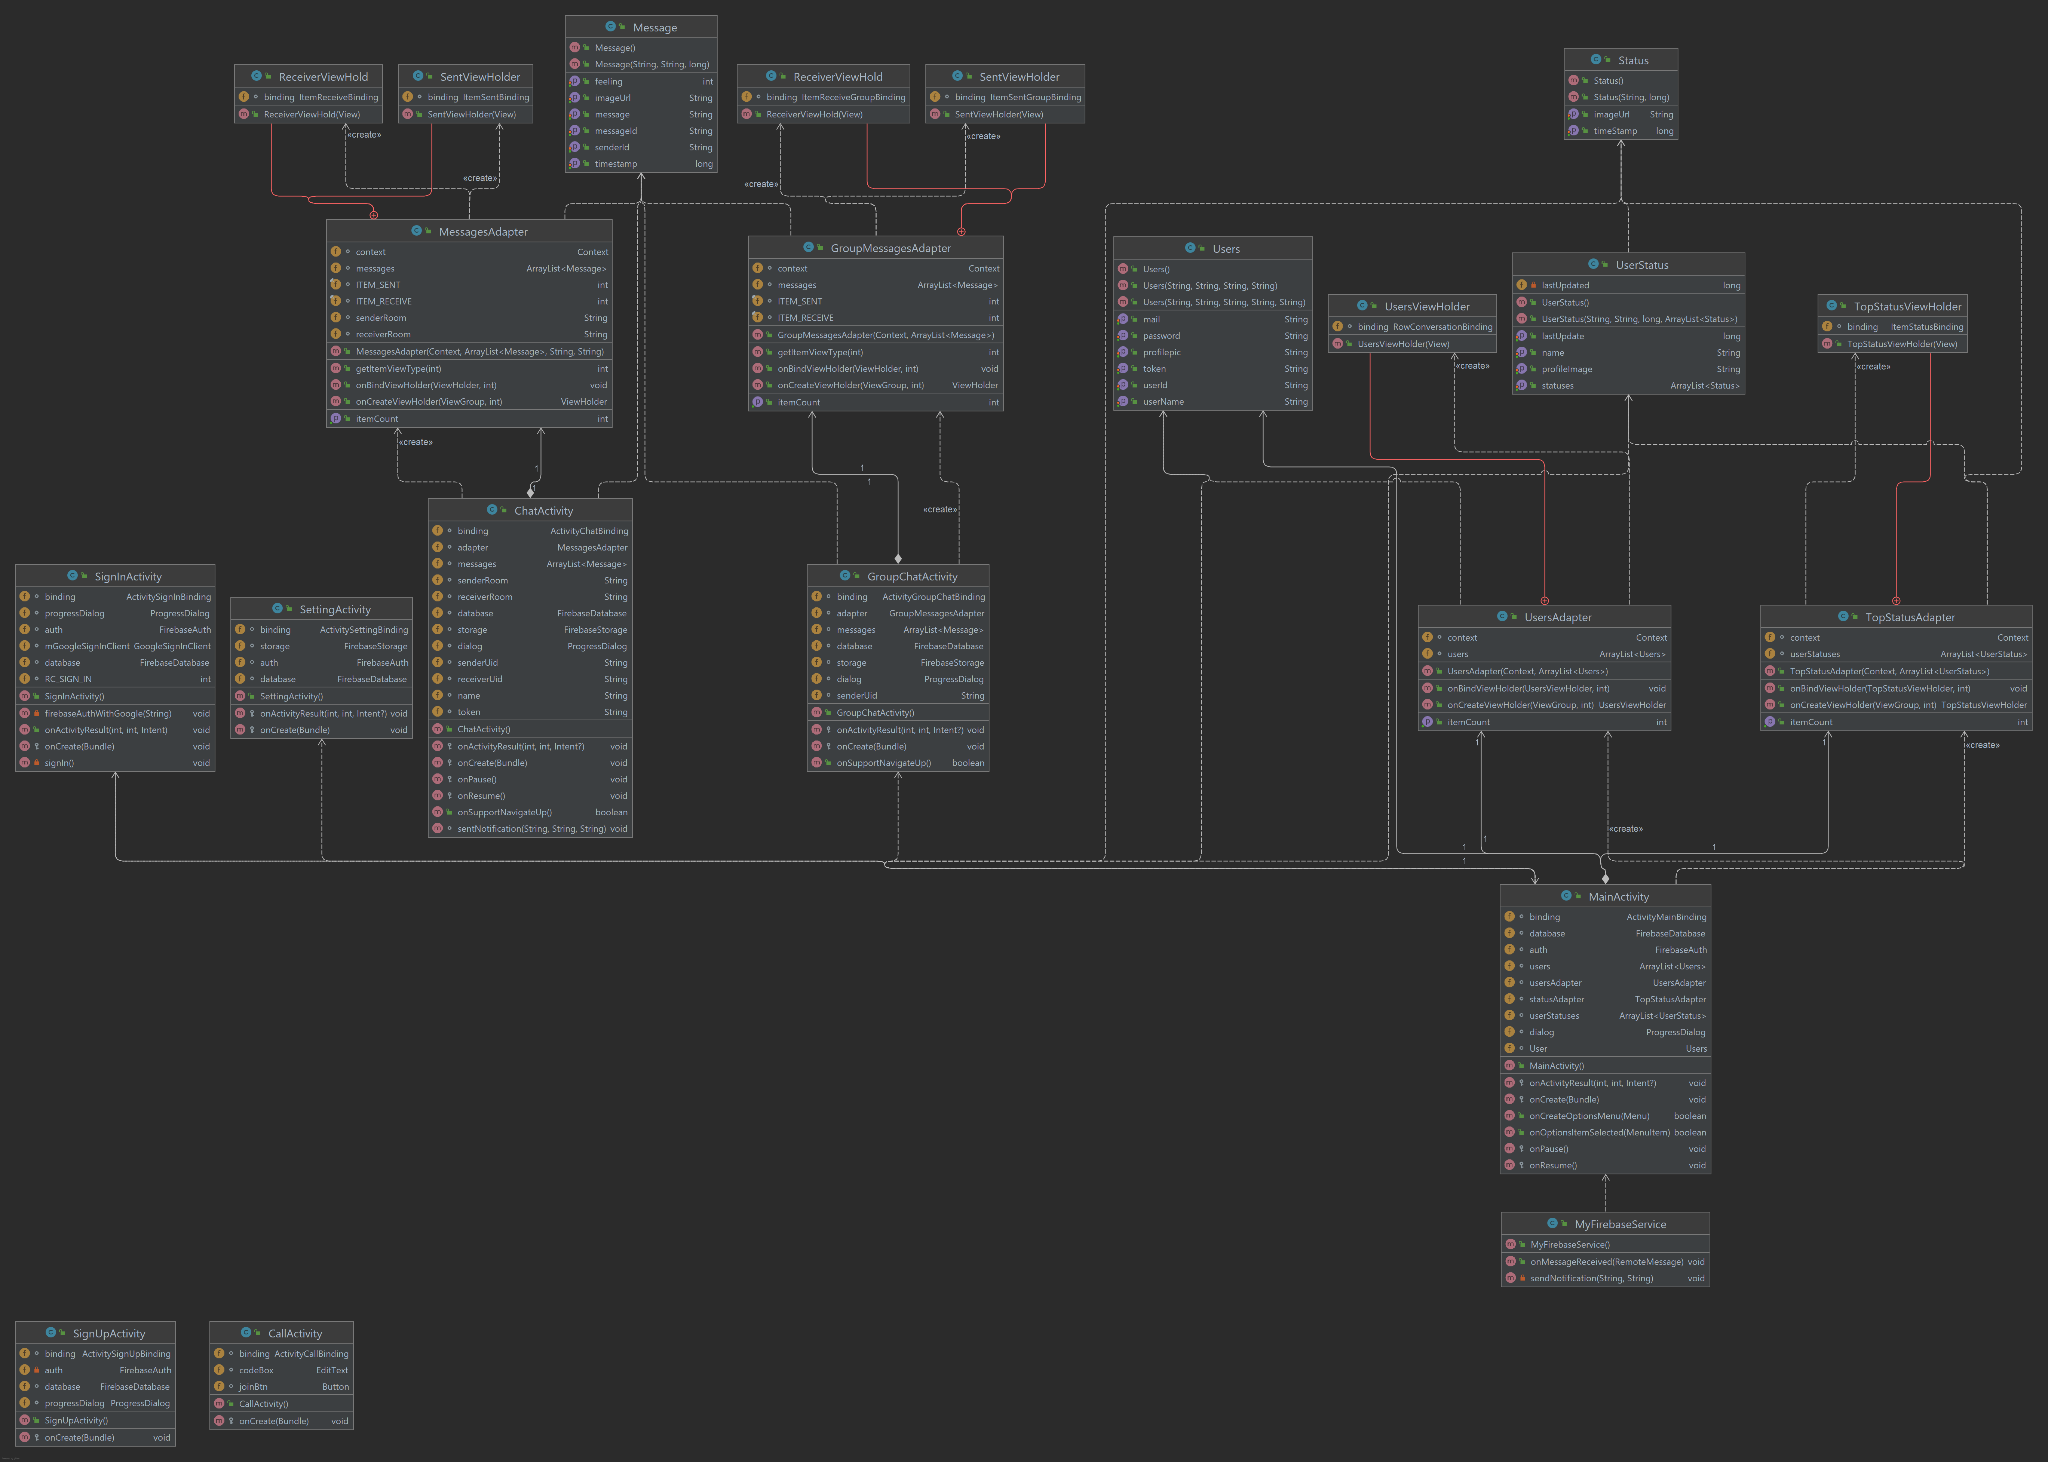 Message
Message()
Message(String, String, long)
feeling int
imageUrl String
message String
messageId String
senderId String
timestamp long
ReceiverViewHold
binding ItemReceiveBinding
ReceiverViewHold(View)
SentViewHolder
binding ItemSentBinding
SentViewHolder(View)
ReceiverViewHold
binding ItemReceiveGroupBinding
ReceiverViewHold(View)
SentViewHolder
binding ItemSentGroupBinding
SentViewHolder(View)
Status
Status()
Status(String, long)
imageUrl String
timeStamp long
«create»
«create»
«create»
«create»
MessagesAdapter
context Context
messages ArrayList<Message>
ITEM_SENT int
ITEM_RECEIVE int
senderRoom String
receiverRoom String
MessagesAdapter(Context, ArrayList<Message>, String, String)
getItemViewType(int) int
onBindViewHolder(ViewHolder, int) void
onCreateViewHolder(ViewGroup, int) ViewHolder
itemCount int
GroupMessagesAdapter
context Context
messages ArrayList<Message>
ITEM_SENT int
ITEM_RECEIVE int
GroupMessagesAdapter(Context, ArrayList<Message>)
getItemViewType(int) int
onBindViewHolder(ViewHolder, int) void
onCreateViewHolder(ViewGroup, int) ViewHolder
itemCount int
Users
Users()
Users(String, String, String, String)
Users(String, String, String, String, String)
mail String
password String
profilepic String
token String
userId String
userName String
UsersViewHolder
binding RowConversationBinding
UsersViewHolder(View)
UserStatus
lastUpdated long
UserStatus()
UserStatus(String, String, long, ArrayList<Status>)
lastUpdate long
name String
profileImage String
statuses ArrayList<Status>
TopStatusViewHolder
binding ItemStatusBinding
TopStatusViewHolder(View)
«create»
«create»
«create»
1
1
1
1
1
«create»
ChatActivity
binding ActivityChatBinding
adapter MessagesAdapter
messages ArrayList<Message>
senderRoom String
receiverRoom String
database FirebaseDatabase
storage FirebaseStorage
dialog ProgressDialog
senderUid String
receiverUid String
name String
token String
ChatActivity()
onActivityResult(int, int, Intent?) void
onCreate(Bundle) void
onPause() void
onResume() void
onSupportNavigateUp() boolean
sentNotification(String, String, String) void
SignInActivity
binding ActivitySignInBinding
progressDialog ProgressDialog
auth FirebaseAuth
mGoogleSignInClient GoogleSignInClient
database FirebaseDatabase
RC_SIGN_IN int
SignInActivity()
firebaseAuthWithGoogle(String) void
onActivityResult(int, int, Intent) void
onCreate(Bundle) void
signIn() void
SettingActivity
binding ActivitySettingBinding
storage FirebaseStorage
auth FirebaseAuth
database FirebaseDatabase
SettingActivity()
onActivityResult(int, int, Intent?) void
onCreate(Bundle) void
GroupChatActivity
binding ActivityGroupChatBinding
adapter GroupMessagesAdapter
messages ArrayList<Message>
database FirebaseDatabase
storage FirebaseStorage
dialog ProgressDialog
senderUid String
GroupChatActivity()
onActivityResult(int, int, Intent?) void
onCreate(Bundle) void
onSupportNavigateUp() boolean
UsersAdapter
context Context
users ArrayList<Users>
UsersAdapter(Context, ArrayList<Users>)
onBindViewHolder(UsersViewHolder, int) void
onCreateViewHolder(ViewGroup, int) UsersViewHolder
itemCount int
TopStatusAdapter
context Context
userStatuses ArrayList<UserStatus>
TopStatusAdapter(Context, ArrayList<UserStatus>)
onBindViewHolder(TopStatusViewHolder, int) void
onCreateViewHolder(ViewGroup, int) TopStatusViewHolder
itemCount int
1
1
«create»
«create»
1
1
1
1
MainActivity
binding ActivityMainBinding
database FirebaseDatabase
auth FirebaseAuth
users ArrayList<Users>
usersAdapter UsersAdapter
statusAdapter TopStatusAdapter
userStatuses ArrayList<UserStatus>
dialog ProgressDialog
User Users
MainActivity()
onActivityResult(int, int, Intent?) void
onCreate(Bundle) void
onCreateOptionsMenu(Menu) boolean
onOptionsItemSelected(MenuItem) boolean
onPause() void
onResume() void
MyFirebaseService
MyFirebaseService()
onMessageReceived(RemoteMessage) void
sendNotification(String, String) void
SignUpActivity
binding ActivitySignUpBinding
auth FirebaseAuth
database FirebaseDatabase
progressDialog ProgressDialog
SignUpActivity()
onCreate(Bundle) void
CallActivity
binding ActivityCallBinding
codeBox EditText
joinBtn Button
CallActivity()
onCreate(Bundle) void